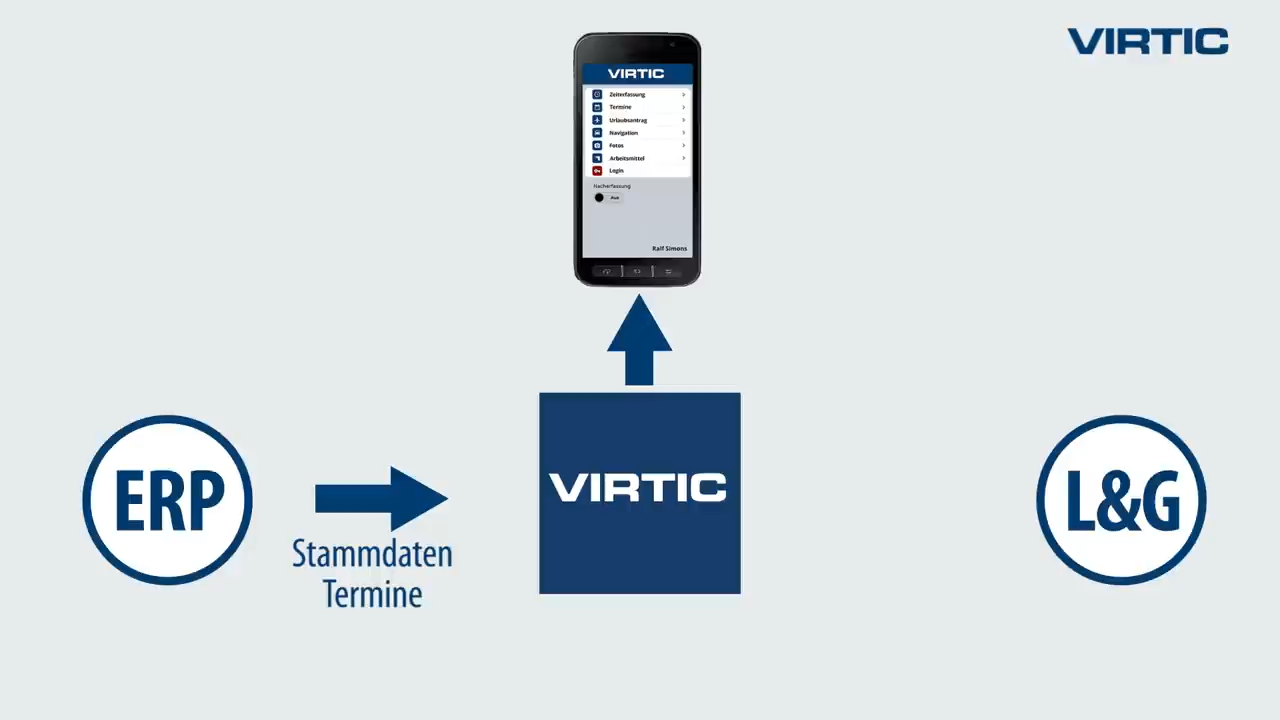 VIRTIC
VIRTIC
Zeiterfassung
Termine
Urlaubsantrag
Navigation
Fotos
Arbeitsmittel
Login
Nacherfassung
Aus
Ralf Simons
ERP
Stammdaten
Termine
VIRTIC
L&G